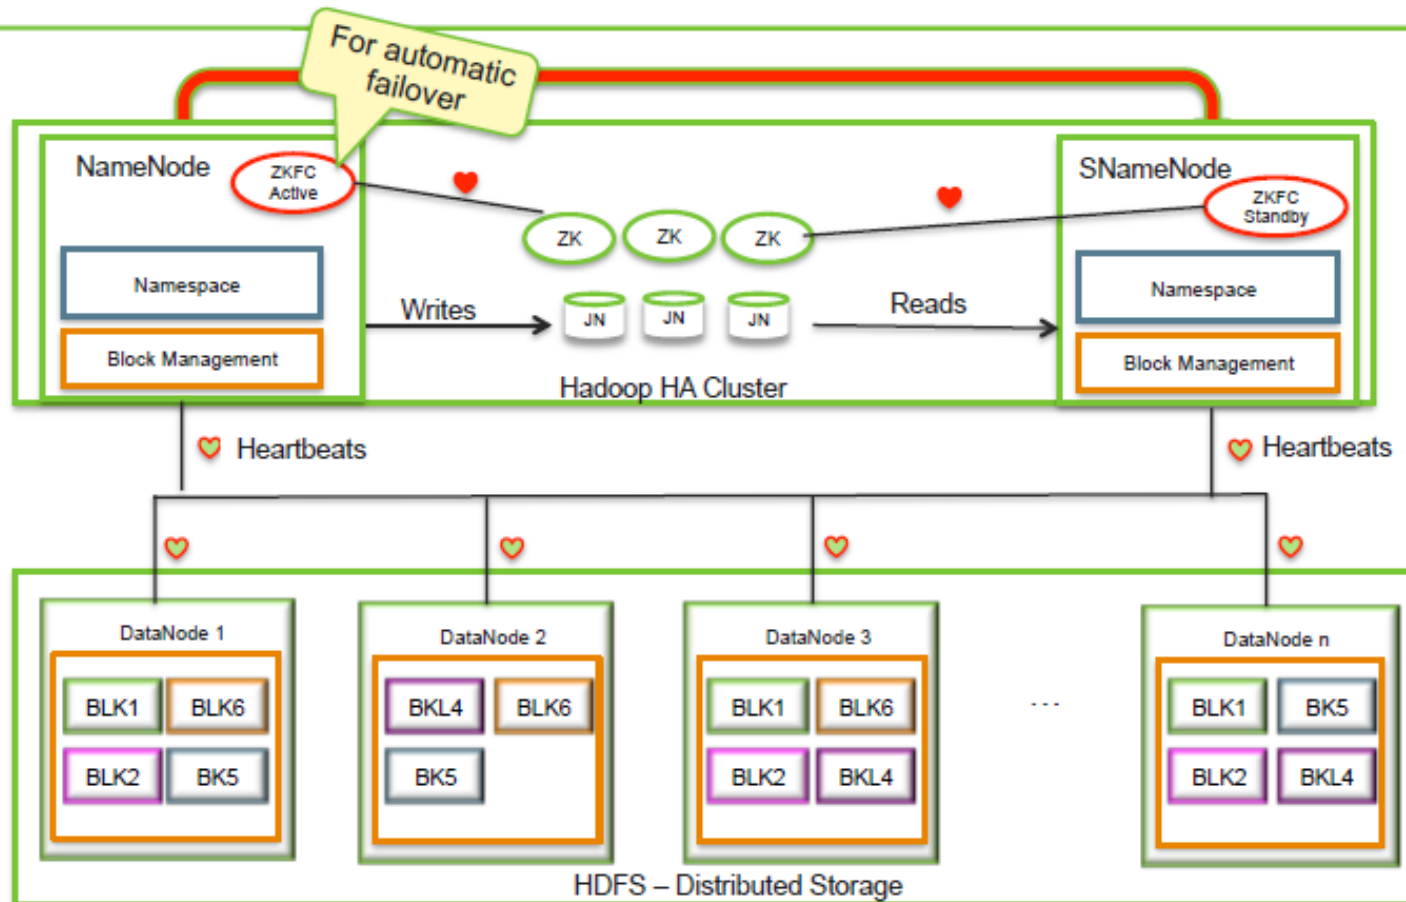 For automatic
failover
NameNode
ZKFC
Active
SNameNode
ZKFC
Standby
ZK
ZK
ZK
Namespace
Namespace
Writes
JN
JN
JN
Reads
Block Management
Block Management
Hadoop HA Cluster
Heartbeats
Heartbeats
DataNode 1
DataNode 2
DataNode 3
DataNode n
BLK1
BLK6
BKL4
BLK6
BLK1
BLK6
...
BLK1
BK5
BLK2
BK5
BK5
BLK2
BKL4
BLK2
BKL4
HDFS – Distributed Storage